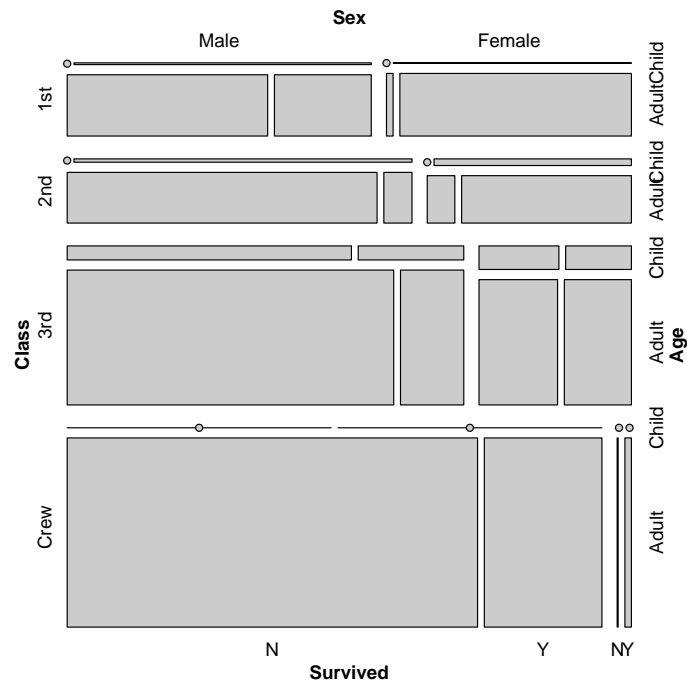 Sex
Male Female
1st
Child
Adult
2nd
Child
Adult
3rd
Child
Adult
Crew
Child
Adult
Class
Age
N Y N Y
Survived